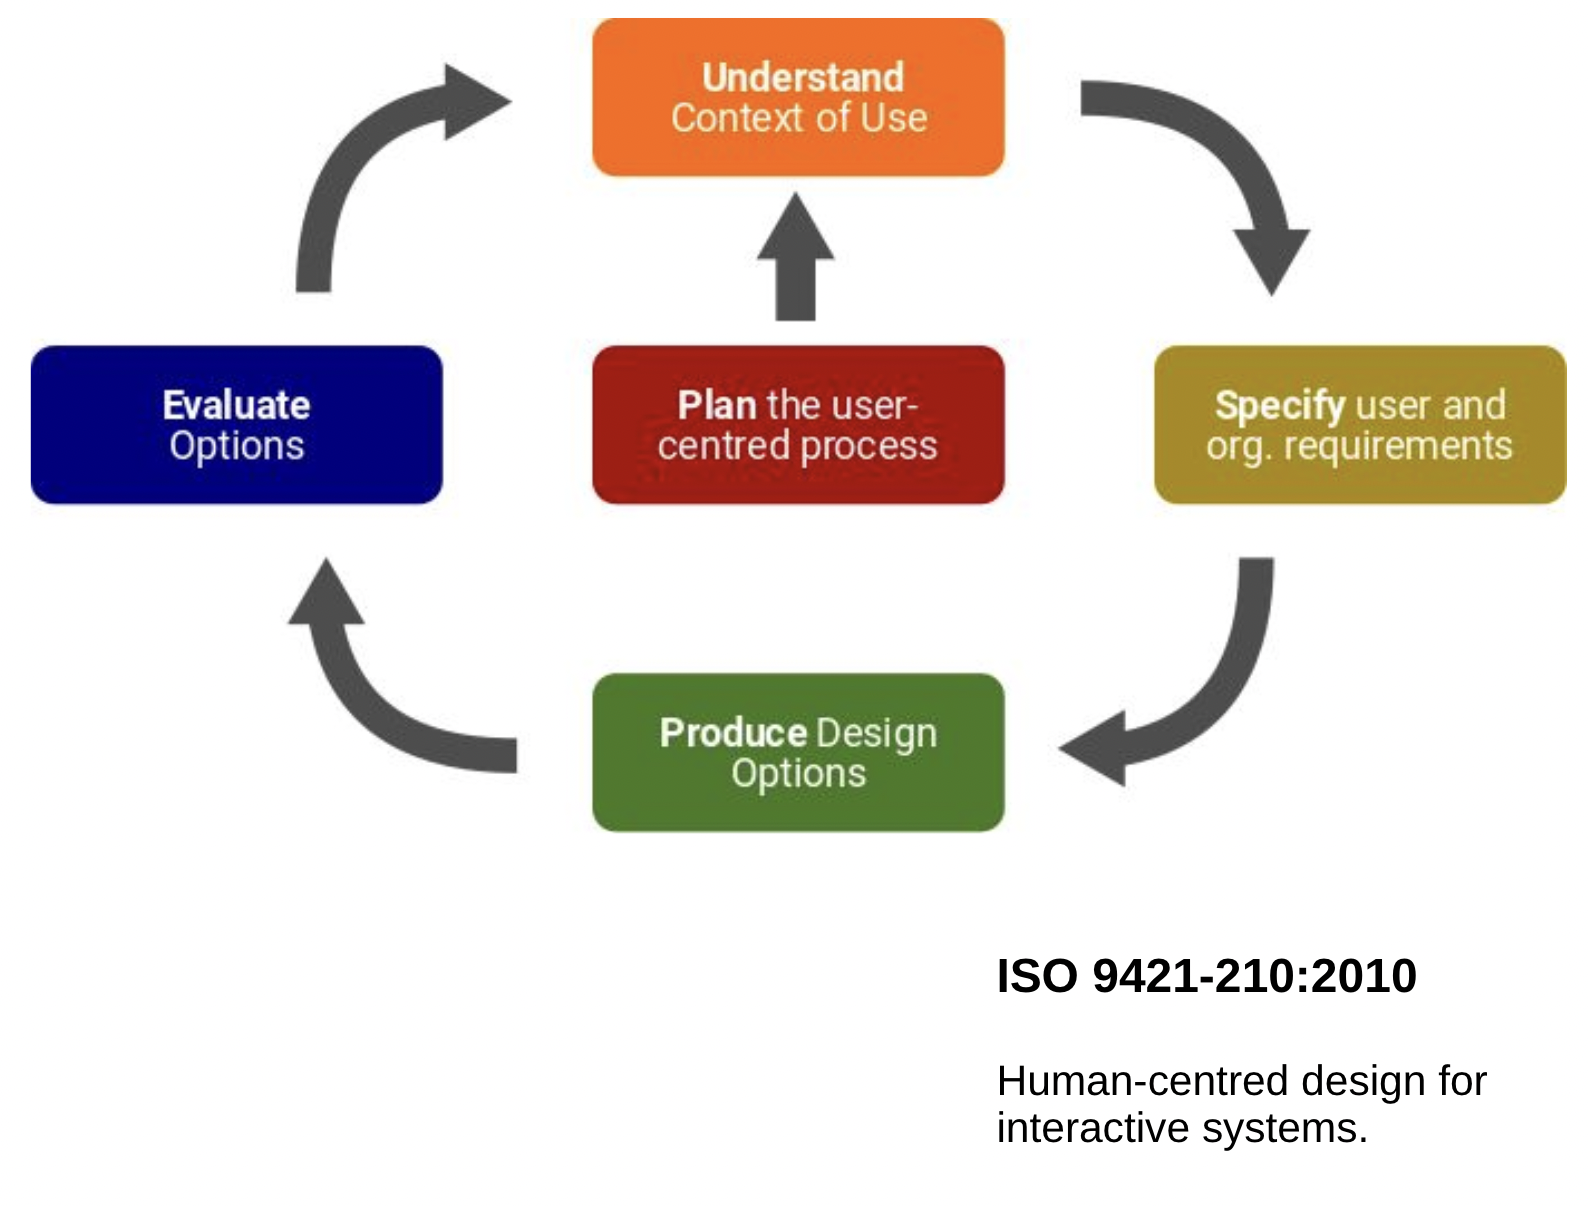 Understand
Context of Use
Evaluate
Options
Plan the user-
centred process
Specify user and
org. requirements
Produce Design
Options
ISO 9421-210:2010
Human-centred design for
interactive systems.